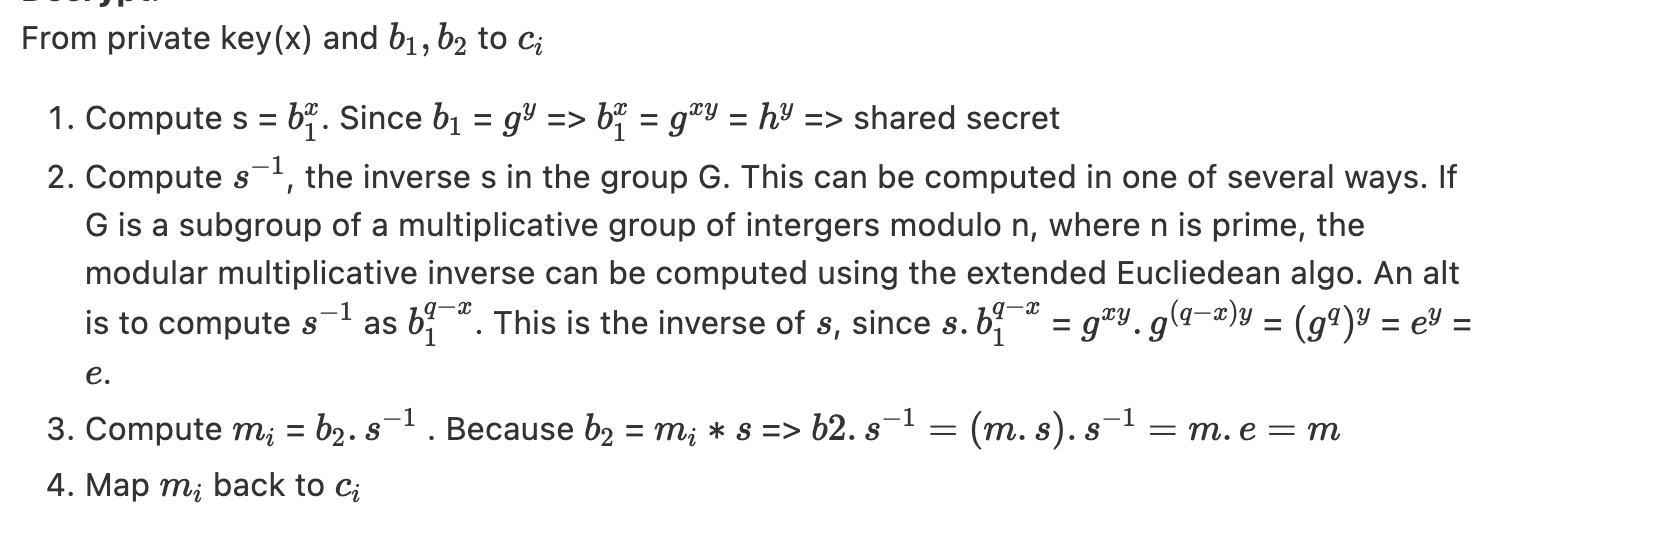 From private key(x) and b₁, b₂ to cᵢ
1. Compute s = b₁ˣ. Since b₁ = gʸ => b₁ˣ = gˣʸ = hʸ => shared secret
2. Compute s⁻¹, the inverse s in the group G. This can be computed in one of several ways. If
G is a subgroup of a multiplicative group of intergers modulo n, where n is prime, the
modular multiplicative inverse can be computed using the extended Eucliedean algo. An alt
is to compute s⁻¹ as b₁^{q−x}. This is the inverse of s, since s.b₁^{q−x} = gˣʸ.g^{(q−x)y} = (g^q)ʸ = eʸ =
e.
3. Compute mᵢ = b₂.s⁻¹ . Because b₂ = mᵢ * s => b2.s⁻¹ = (m.s).s⁻¹ = m.e = m
4. Map mᵢ back to cᵢ